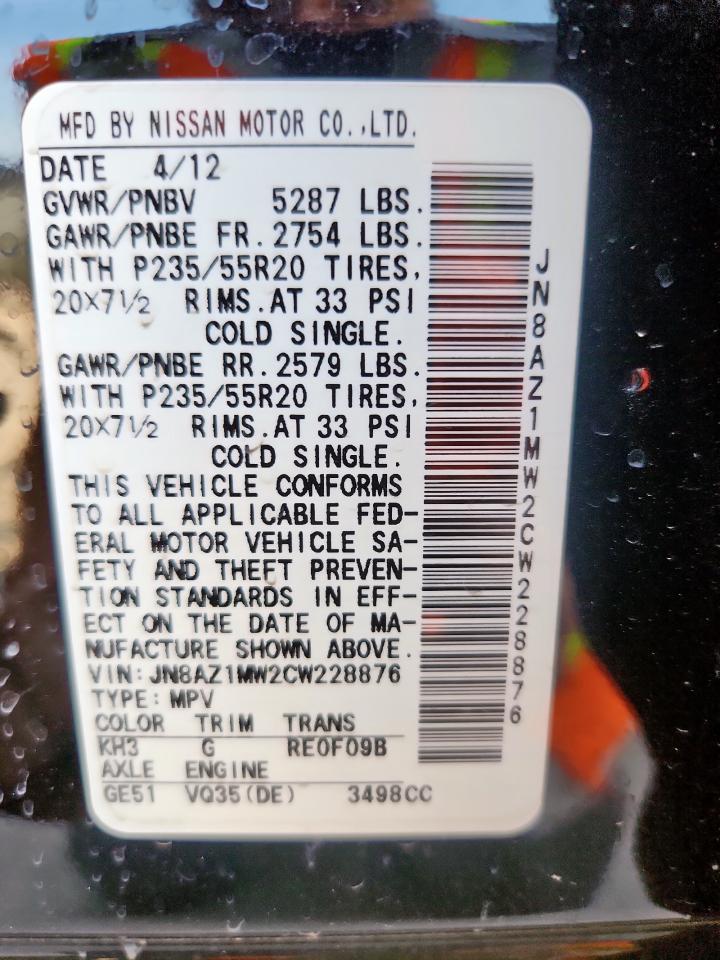 MFD BY NISSAN MOTOR CO.,LTD.
DATE 4/12
GVWR/PNBV 5287 LBS.
GAWR/PNBE FR. 2754 LBS.
WITH P235/55R20 TIRES,
20×7½ RIMS. AT 33 PSI
COLD SINGLE.
GAWR/PNBE RR. 2579 LBS.
WITH P235/55R20 TIRES,
20×7½ RIMS. AT 33 PSI
COLD SINGLE.
THIS VEHICLE CONFORMS
TO ALL APPLICABLE FED-
ERAL MOTOR VEHICLE SA-
FETY AND THEFT PREVEN-
TION STANDARDS IN EFF-
ECT ON THE DATE OF MA-
NUFACTURE SHOWN ABOVE.
VIN: JN8AZ1MW2CW228876
TYPE: MPV
COLOR TRIM TRANS
KH3 G RE0F09B
AXLE ENGINE
GE51 VQ35(DE) 3498CC
JN8AZ1MW2CW228876